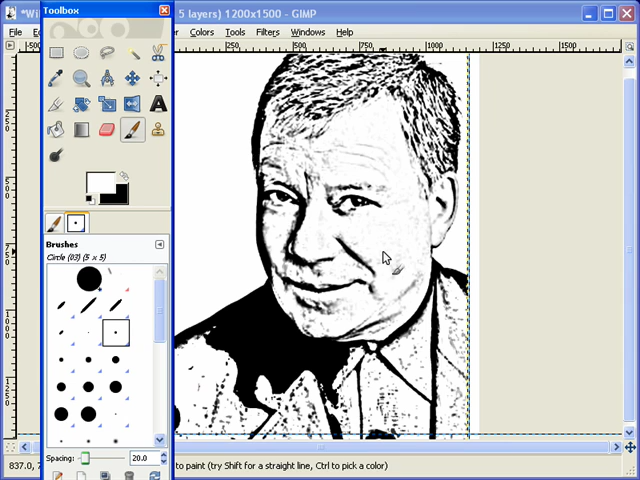 Toolbox
*Wi
5 layers) 1200x1500 - GIMP
File
Colors
Tools
Filters
Windows
Help
250
500
750
1000
1250
1500
Brushes
Circle (03) (5 x 5)
Spacing:
20.0
837.0, 7
to paint (try Shift for a straight line, Ctrl to pick a color)